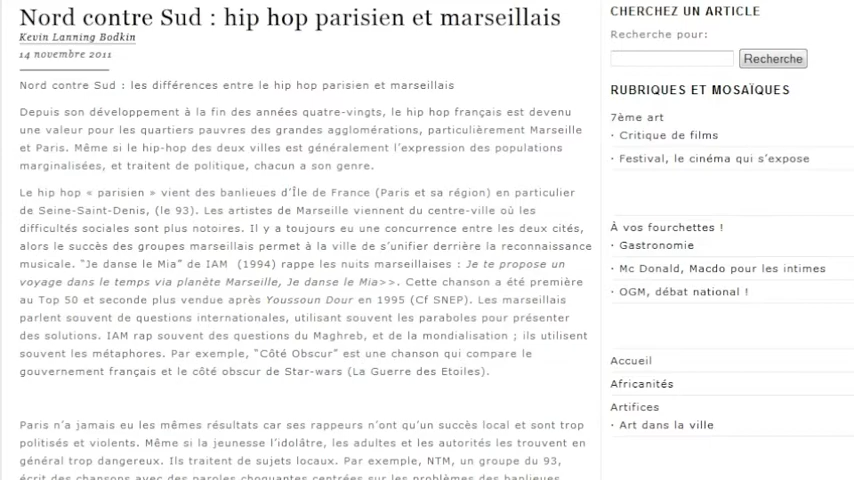 Nord contre Sud : hip hop parisien et marseillais
Kevin Lanning Bodkin
14 novembre 2011
Nord contre Sud : les différences entre le hip hop parisien et marseillais
Depuis son développement à la fin des années quatre-vingts, le hip hop français est devenu
une valeur pour les quartiers pauvres des grandes agglomérations, particulièrement Marseille
et Paris. Même si le hip-hop des deux villes est généralement l’expression des populations
marginalisées, et traitent de politique, chacun a son genre.
Le hip hop « parisien » vient des banlieues d’Île de France (Paris et sa région) en particulier
de Seine-Saint-Denis, (le 93). Les artistes de Marseille viennent du centre-ville où les
difficultés sociales sont plus notoires. Il y a toujours eu une concurrence entre les deux cités,
alors le succès des groupes marseillais permet à la ville de s’unifier derrière la reconnaissance
musicale. “Je danse le Mia” de IAM (1994) rappe les nuits marseillaises : Je te propose un
voyage dans le temps via planète Marseille, Je danse le Mia>>. Cette chanson a été première
au Top 50 et seconde plus vendue après Youssoun Dour en 1995 (Cf SNEP). Les marseillais
parlent souvent de questions internationales, utilisant souvent les paraboles pour présenter
des solutions. IAM rap souvent des questions du Maghreb, et de la mondialisation ; ils utilisent
souvent les métaphores. Par exemple, “Côté Obscur” est une chanson qui compare le
gouvernement français et le côté obscur de Star-wars (La Guerre des Etoiles).
Paris n’a jamais eu les mêmes résultats car ses rappeurs n’ont qu’un succès local et sont trop
politisés et violents. Même si la jeunesse l’idolâtre, les adultes et les autorités les trouvent en
général trop dangereux. Ils traitent de sujets locaux. Par exemple, NTM, un groupe du 93,
écrit des chansons avec des paroles choquantes centrées sur les problèmes des banlieues
CHERCHEZ UN ARTICLE
Recherche pour:
Recherche
RUBRIQUES ET MOSAÏQUES
7ème art
· Critique de films
· Festival, le cinéma qui s’expose
À vos fourchettes !
· Gastronomie
· Mc Donald, Macdo pour les intimes
· OGM, débat national !
Accueil
Africanités
Artifices
· Art dans la ville